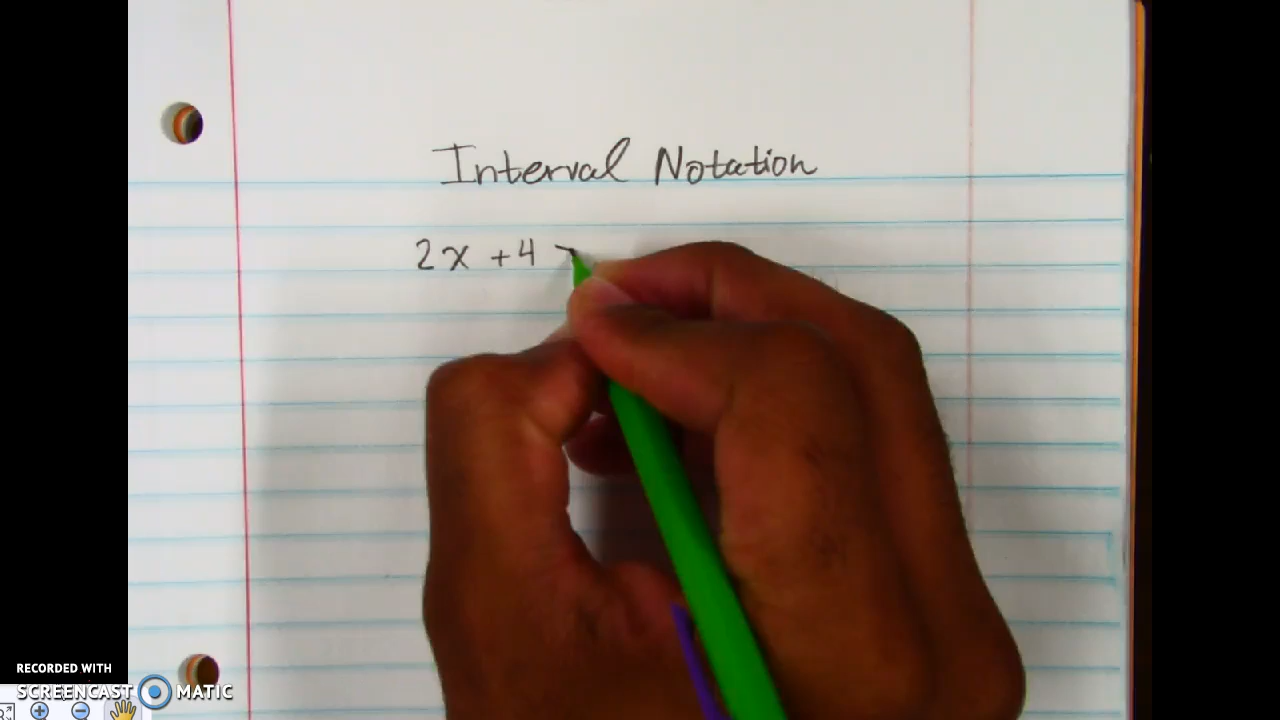 Interval Notation
2x + 4
RECORDED WITH
SCREENCAST MATIC